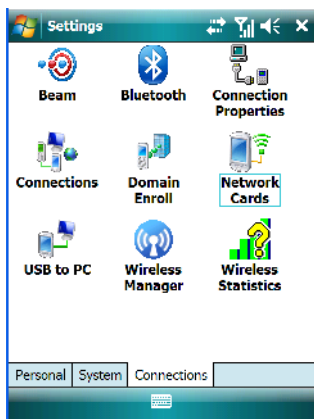 Settings
Beam
Bluetooth
Connection
Properties
Connections
Domain
Enroll
Network
Cards
USB to PC
Wireless
Manager
Wireless
Statistics
Personal System Connections